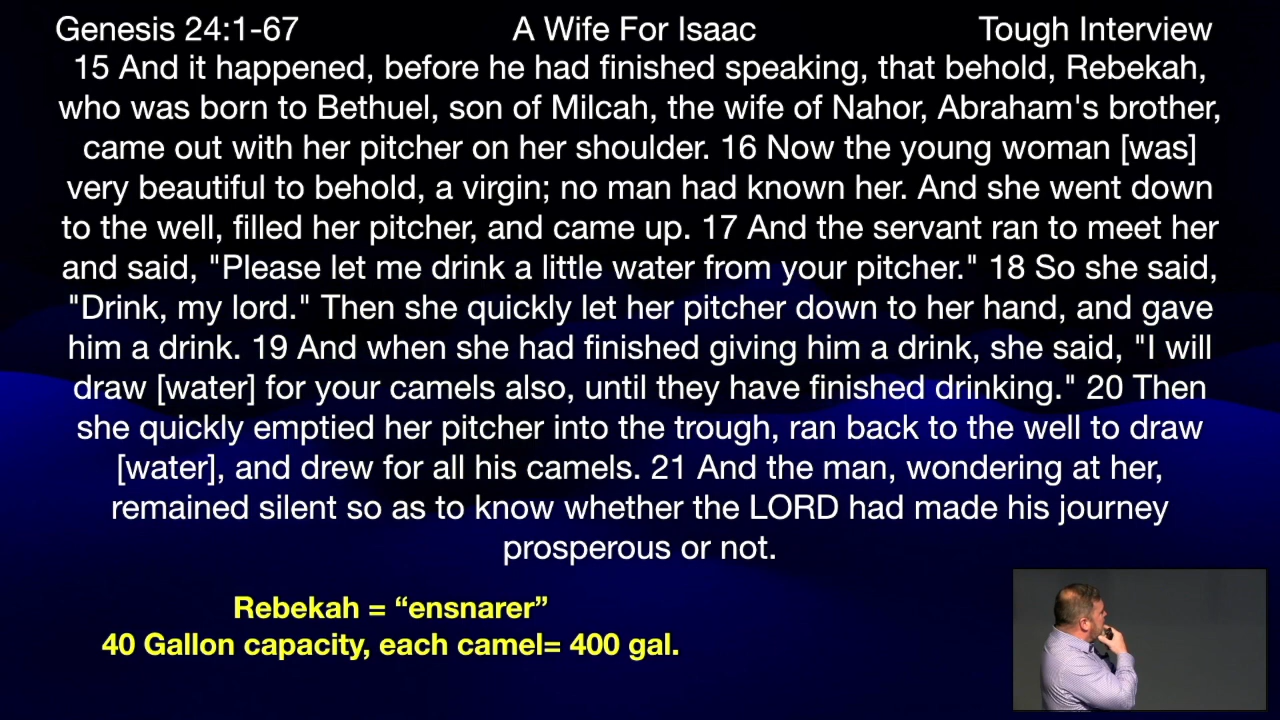 Genesis 24:1-67 A Wife For Isaac Tough Interview
15 And it happened, before he had finished speaking, that behold, Rebekah,
who was born to Bethuel, son of Milcah, the wife of Nahor, Abraham's brother,
came out with her pitcher on her shoulder. 16 Now the young woman [was]
very beautiful to behold, a virgin; no man had known her. And she went down
to the well, filled her pitcher, and came up. 17 And the servant ran to meet her
and said, "Please let me drink a little water from your pitcher." 18 So she said,
"Drink, my lord." Then she quickly let her pitcher down to her hand, and gave
him a drink. 19 And when she had finished giving him a drink, she said, "I will
draw [water] for your camels also, until they have finished drinking." 20 Then
she quickly emptied her pitcher into the trough, ran back to the well to draw
[water], and drew for all his camels. 21 And the man, wondering at her,
remained silent so as to know whether the LORD had made his journey
prosperous or not.
Rebekah = “ensnarer”
40 Gallon capacity, each camel= 400 gal.